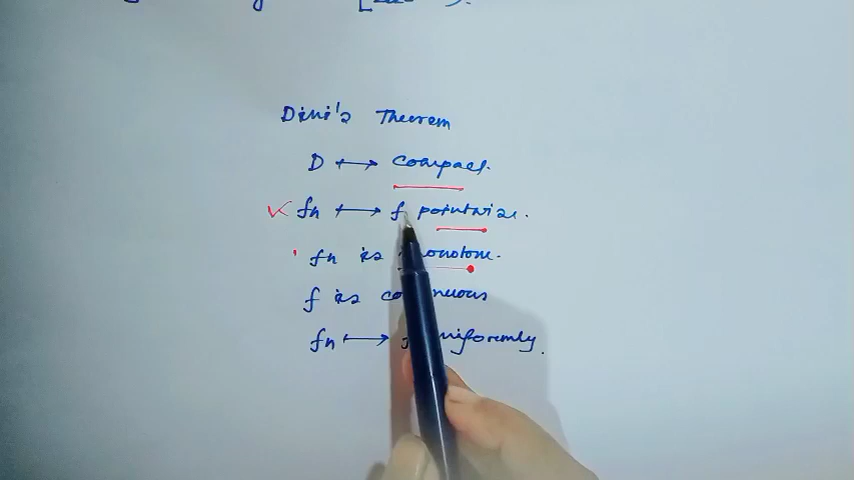 Dini's Theorem
D ↔ compact.
fn ↔ f pointwise.
fn is monotone.
f is continuous
fn ↔ uniformly.